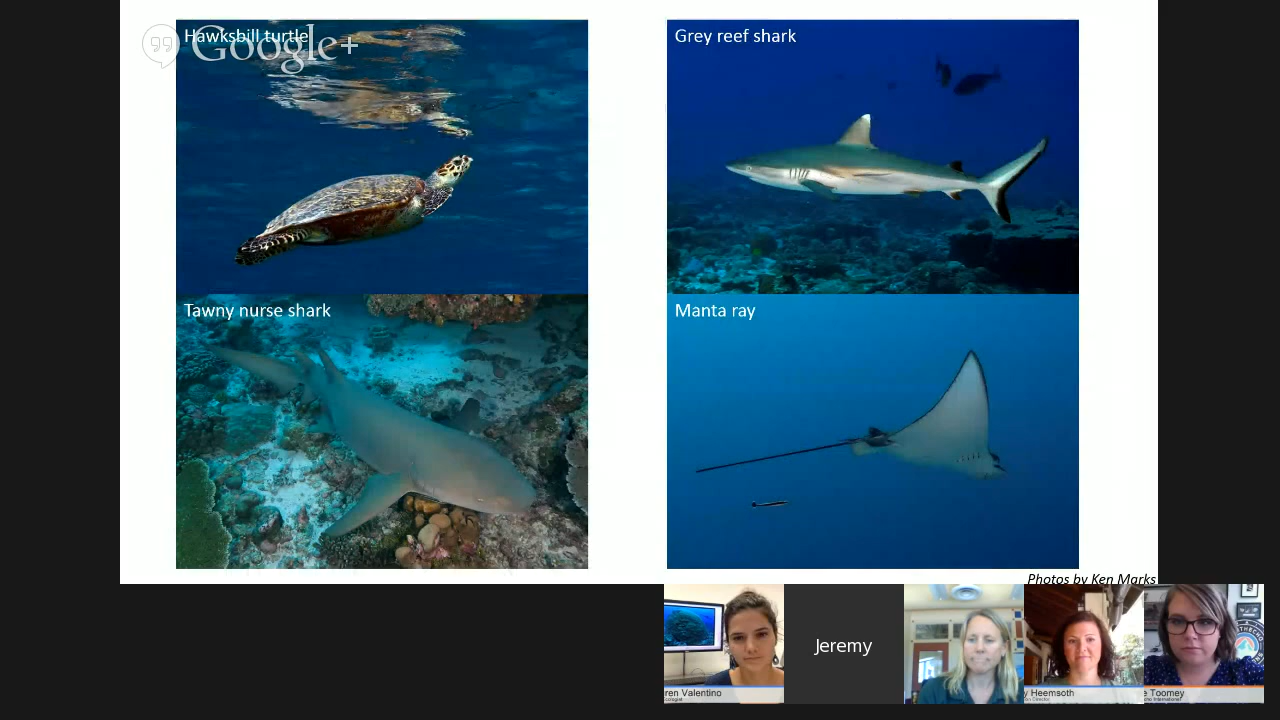 Hawksbill turtle
Google+
Grey reef shark
Tawny nurse shark
Manta ray
Photos by Ken Marks
Jeremy
ren Valentino
y Heemsoth
e Toomey